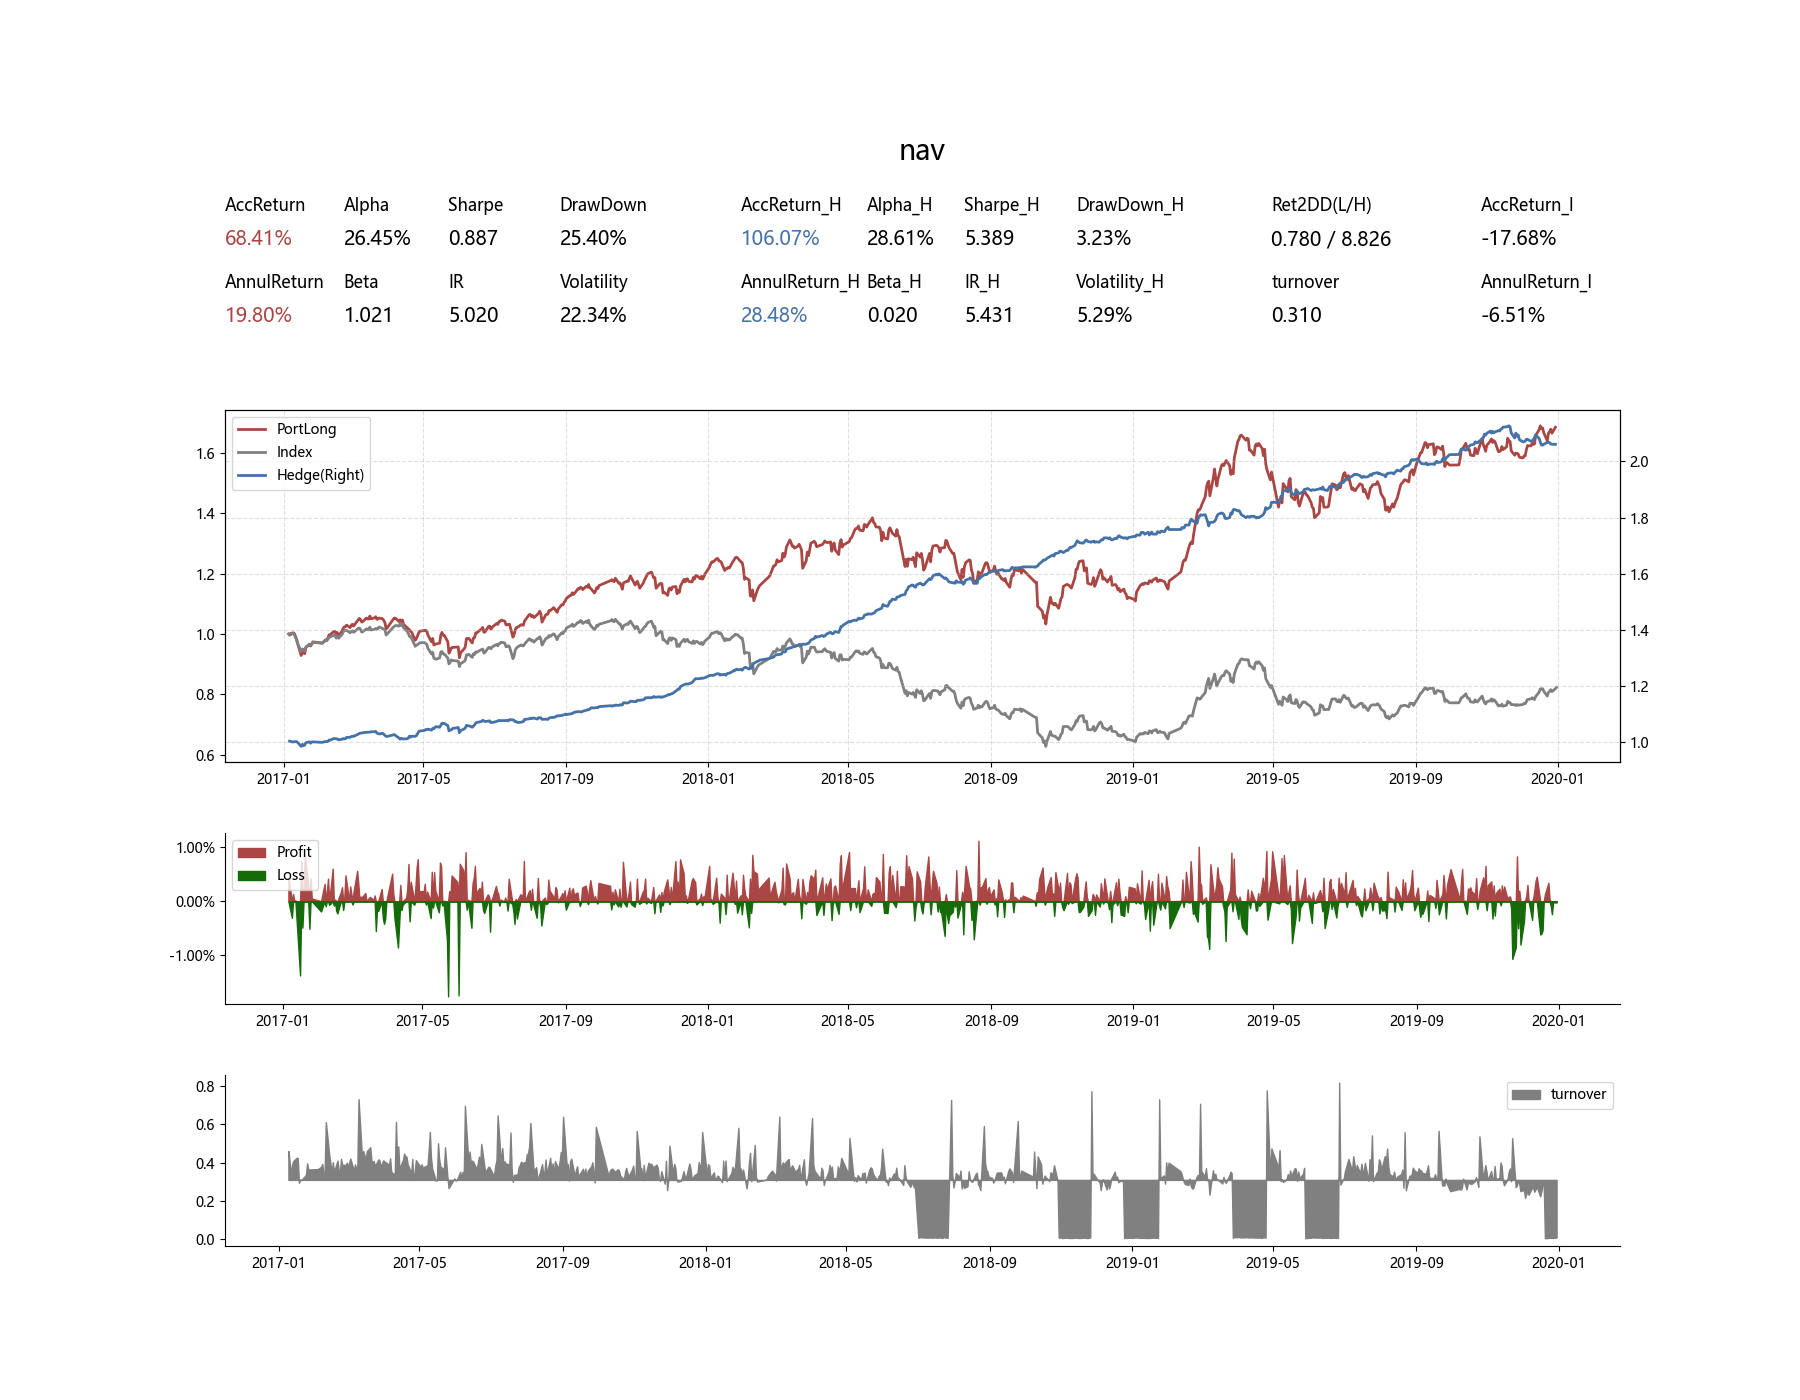 nav
AccReturn Alpha Sharpe DrawDown AccReturn_H Alpha_H Sharpe_H DrawDown_H Ret2DD(L/H) AccReturn_I
68.41% 26.45% 0.887 25.40% 106.07% 28.61% 5.389 3.23% 0.780 / 8.826 -17.68%
AnnulReturn Beta IR Volatility AnnulReturn_H Beta_H IR_H Volatility_H turnover AnnulReturn_I
19.80% 1.021 5.020 22.34% 28.48% 0.020 5.431 5.29% 0.310 -6.51%
PortLong
Index
Hedge(Right)
1.6
1.4
1.2
1.0
0.8
0.6
2.0
1.8
1.6
1.4
1.2
1.0
2017-01 2017-05 2017-09 2018-01 2018-05 2018-09 2019-01 2019-05 2019-09 2020-01
Profit
Loss
1.00%
0.00%
-1.00%
2017-01 2017-05 2017-09 2018-01 2018-05 2018-09 2019-01 2019-05 2019-09 2020-01
turnover
0.8
0.6
0.4
0.2
0.0
2017-01 2017-05 2017-09 2018-01 2018-05 2018-09 2019-01 2019-05 2019-09 2020-01